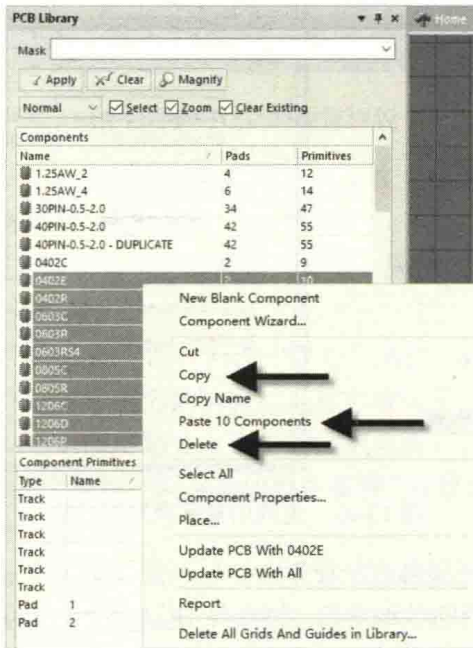 PCB Library
Home
Mask
Apply Clear Magnify
Normal Select Zoom Clear Existing
Components
Name Pads Primitives
1.25AW_2 4 12
1.25AW_4 6 14
30PIN-0.5-2.0 34 47
40PIN-0.5-2.0 42 55
40PIN-0.5-2.0 - DUPLICATE 42 55
0402C 2 9
0402E 2 10
0402R
0603C
0603R
0603RS4
0805C
0805R
1206C
1206D
1206R
New Blank Component
Component Wizard...
Cut
Copy
Copy Name
Paste 10 Components
Delete
Select All
Component Properties...
Place...
Update PCB With 0402E
Update PCB With All
Report
Delete All Grids And Guides in Library...
Component Primitives
Type Name
Track
Track
Track
Track
Track
Track
Pad 1
Pad 2